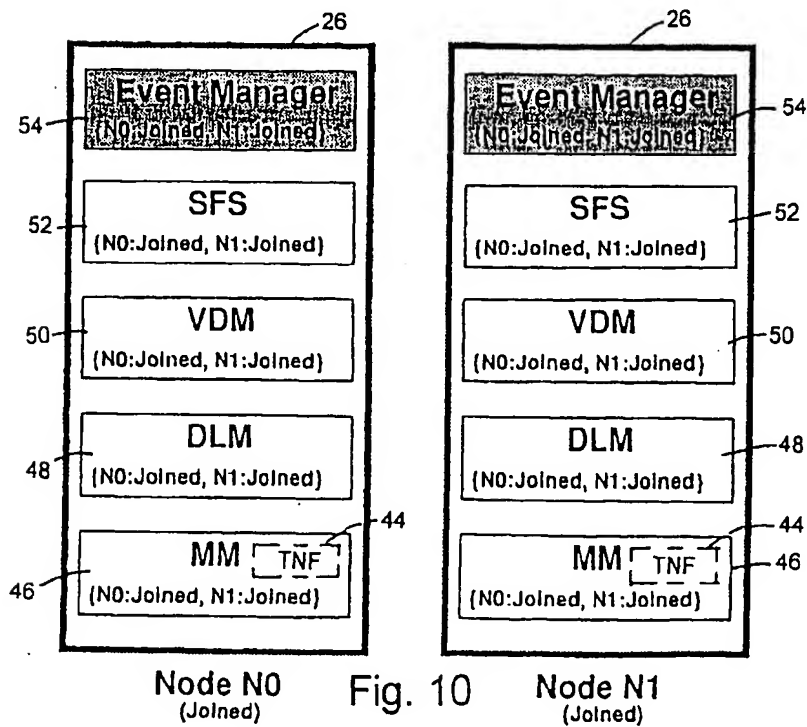 26
Event Manager
54
{N0:Joined, N1:Joined}
SFS
52
{N0:Joined, N1:Joined}
VDM
50
{N0:Joined, N1:Joined}
DLM
48
{N0:Joined, N1:Joined}
44
MM TNF
46
{N0:Joined, N1:Joined}
Node N0
(Joined)
26
Event Manager
54
{N0:Joined, N1:Joined}
SFS
52
{N0:Joined, N1:Joined}
VDM
50
{N0:Joined, N1:Joined}
DLM
48
{N0:Joined, N1:Joined}
44
MM TNF
46
{N0:Joined, N1:Joined}
Node N1
(Joined)
Fig. 10